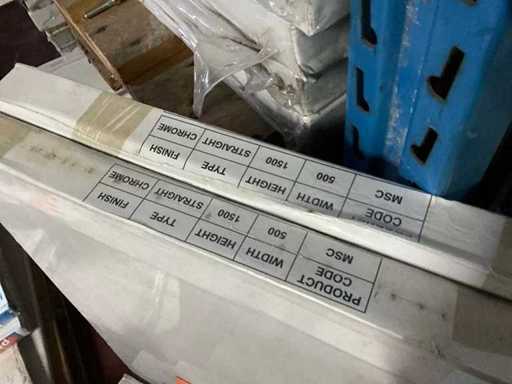 PRODUCT CODE WIDTH HEIGHT TYPE FINISH
MSC 500 1500 STRAIGHT CHROME
CODE WIDTH HEIGHT TYPE FINISH
MSC 500 1500 STRAIGHT CHROME